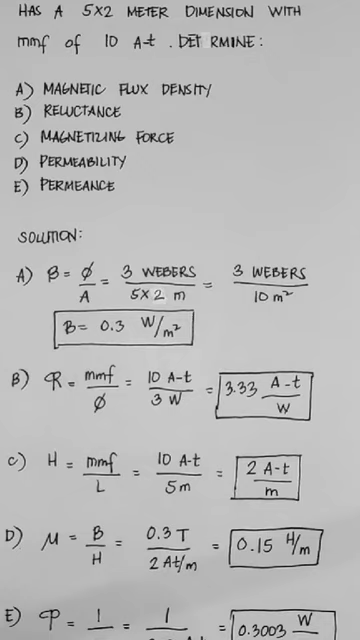 HAS A 5X2 METER DIMENSION WITH
mmf of 10 A-t . DET RMINE:
A) MAGNETIC FLUX DENSITY
B) RELUCTANCE
C) MAGNETIZING FORCE
D) PERMEABILITY
E) PERMEANCE
SOLUTION:
A) B = Ø/A = 3 WEBERS/5X2 m = 3 WEBERS/10 m²
B = 0.3 W/m²
B) R = mmf/Ø = 10 A-t/3 W = 3.33 A-t/W
C) H = mmf/L = 10 A-t/5m = 2 A-t/m
D) μ = B/H = 0.3 T/2 At/m = 0.15 H/m
E) P = 1 = 1 = 0.3003 W